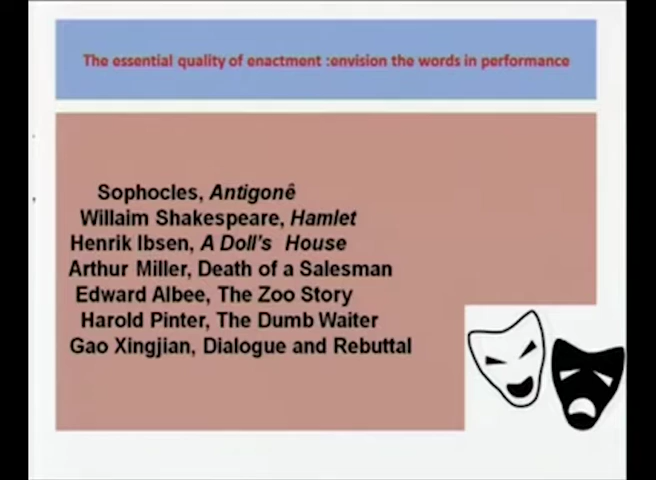 The essential quality of enactment :envision the words in performance
Sophocles, Antigonê
Willaim Shakespeare, Hamlet
Henrik Ibsen, A Doll's House
Arthur Miller, Death of a Salesman
Edward Albee, The Zoo Story
Harold Pinter, The Dumb Waiter
Gao Xingjian, Dialogue and Rebuttal